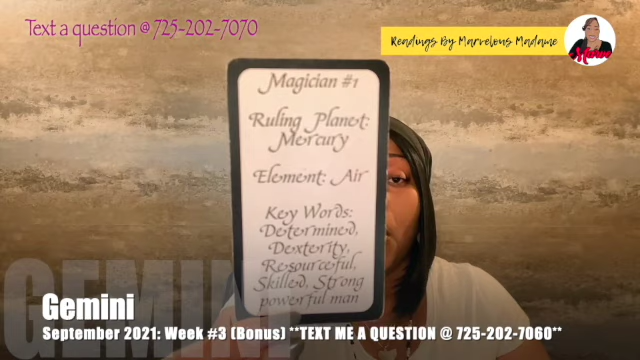 Text a question @ 725-202-7070
Readings By Marvelous Madame
Magician #1
Ruling Planet:
Mercury
Element: Air
Key Words:
Determined,
Dexterity,
Resourceful,
Skilled, Strong
powerful man
GEMINI
Gemini
September 2021: Week #3 (Bonus) **TEXT ME A QUESTION @ 725-202-7060**